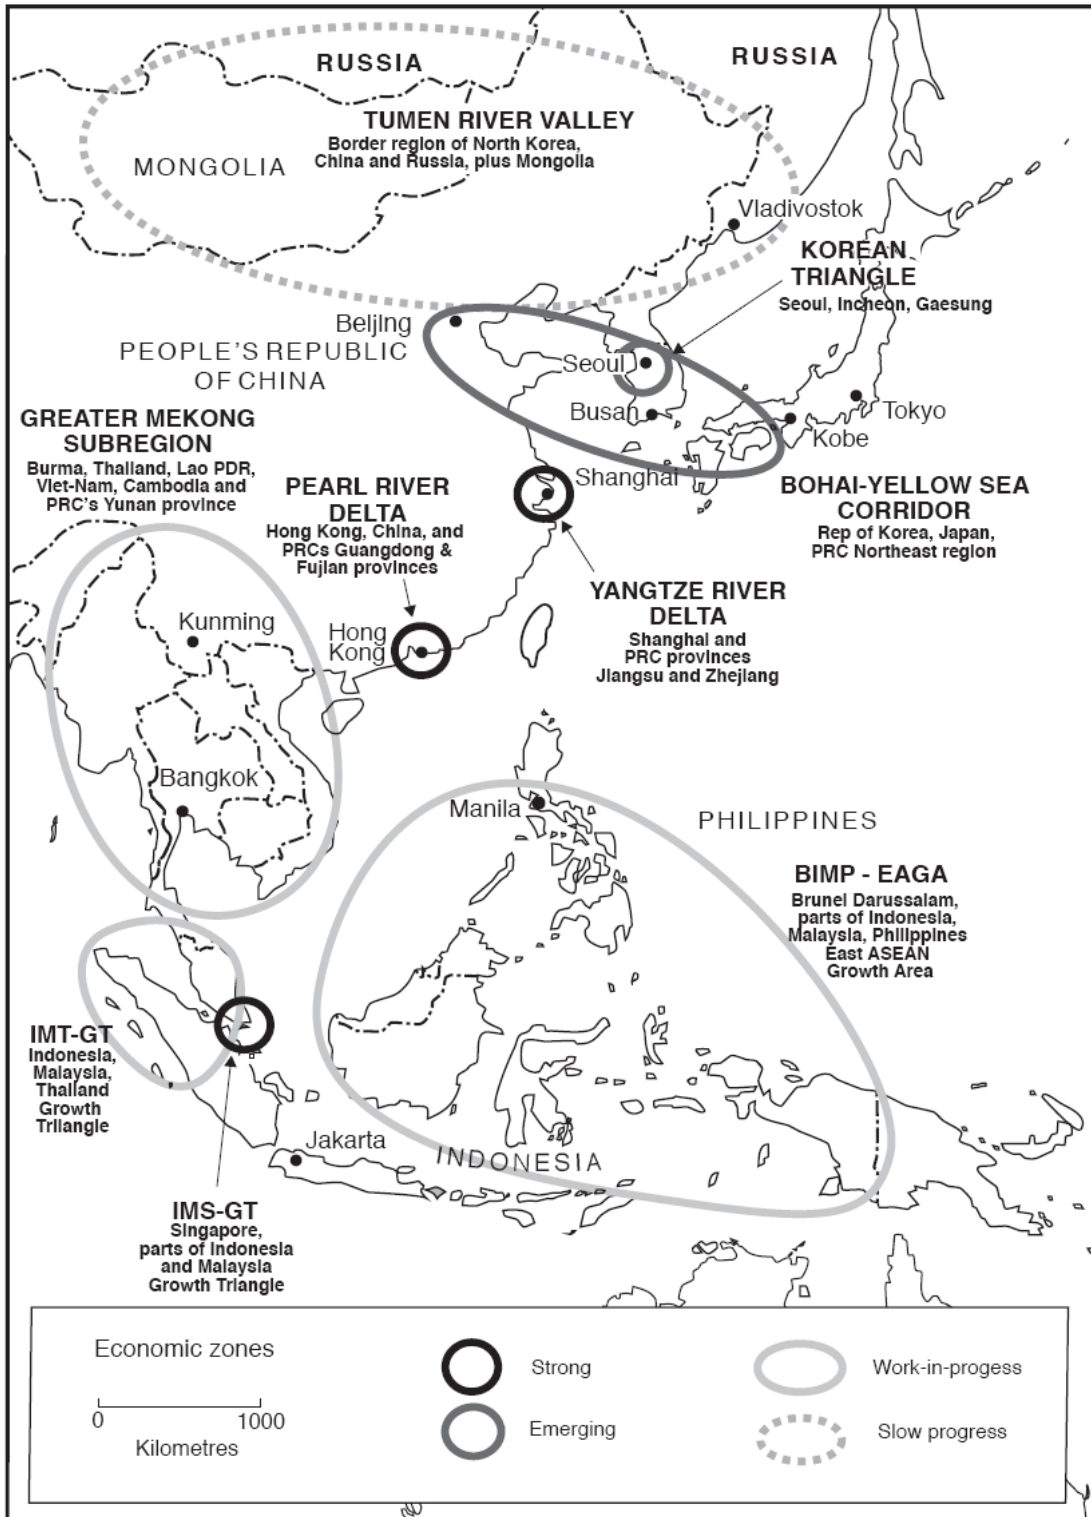 RUSSIA
RUSSIA
TUMEN RIVER VALLEY
Border region of North Korea,
China and Russia, plus Mongolia
MONGOLIA
Vladivostok
KOREAN
TRIANGLE
Seoul, Incheon, Gaesung
Beijing
PEOPLE'S REPUBLIC
OF CHINA
Seoul
Busan
Tokyo
Kobe
GREATER MEKONG
SUBREGION
Burma, Thailand, Lao PDR,
Viet-Nam, Cambodia and
PRC's Yunan province
PEARL RIVER
DELTA
Hong Kong, China, and
PRCs Guangdong &
Fujian provinces
Shanghai
BOHAI-YELLOW SEA
CORRIDOR
Rep of Korea, Japan,
PRC Northeast region
YANGTZE RIVER
DELTA
Shanghai and
PRC provinces
Jiangsu and Zhejiang
Kunming
Hong
Kong
Bangkok
Manila
PHILIPPINES
BIMP - EAGA
Brunei Darussalam,
parts of Indonesia,
Malaysia, Philippines
East ASEAN
Growth Area
IMT-GT
Indonesia,
Malaysia,
Thailand
Growth
Triangle
Jakarta
INDONESIA
IMS-GT
Singapore,
parts of Indonesia
and Malaysia
Growth Triangle
Economic zones
0 1000
Kilometres
Strong
Emerging
Work-in-progess
Slow progress